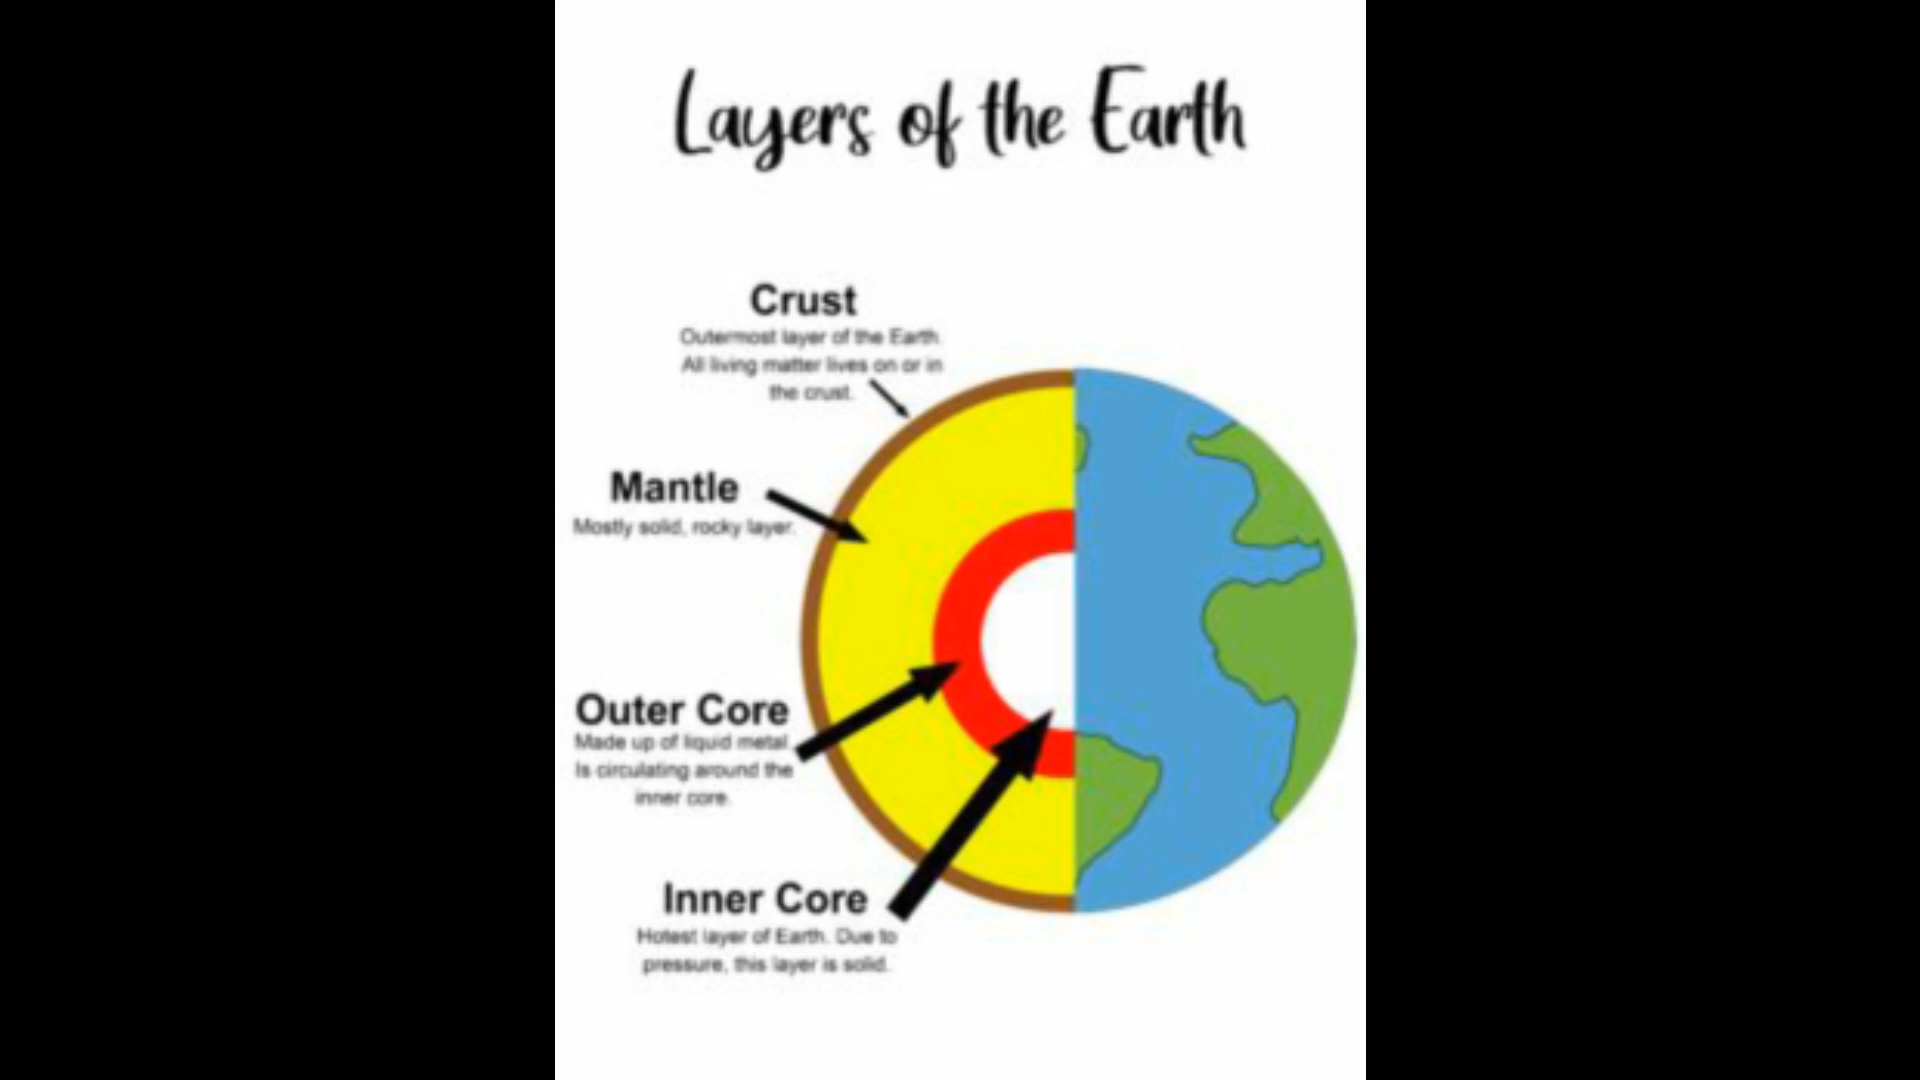 Layers of the Earth
Crust
Outermost layer of the Earth.
All living matter lives on or in
the crust.
Mantle
Mostly solid, rocky layer.
Outer Core
Made up of liquid metal.
Is circulating around the
inner core.
Inner Core
Hotest layer of Earth. Due to
pressure, this layer is solid.